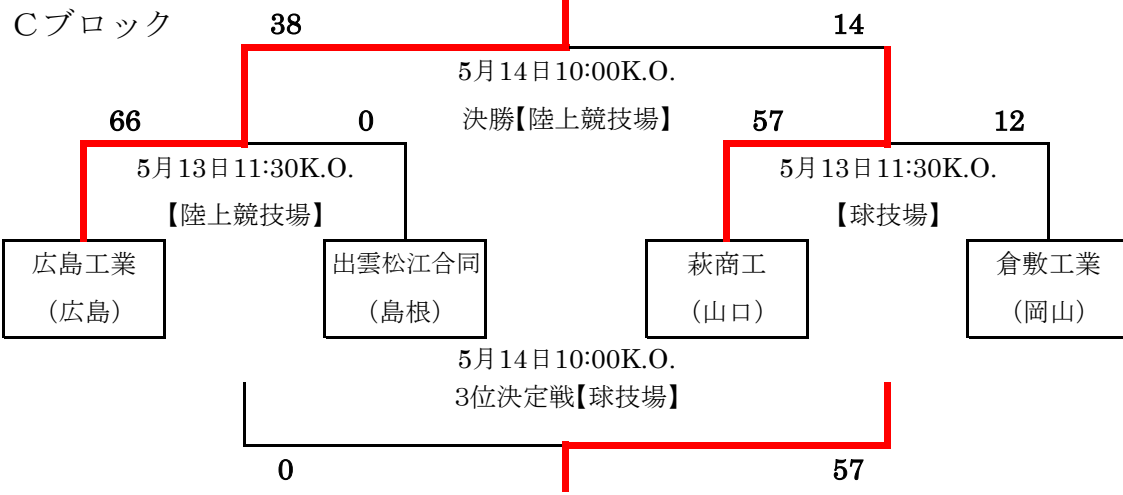 Cブロック
38
14
5月14日10:00K.O.
決勝【陸上競技場】
66
0
57
12
5月13日11:30K.O.
【陸上競技場】
5月13日11:30K.O.
【球技場】
広島工業
（広島）
出雲松江合同
（島根）
萩商工
（山口）
倉敷工業
（岡山）
5月14日10:00K.O.
3位決定戦【球技場】
0
57